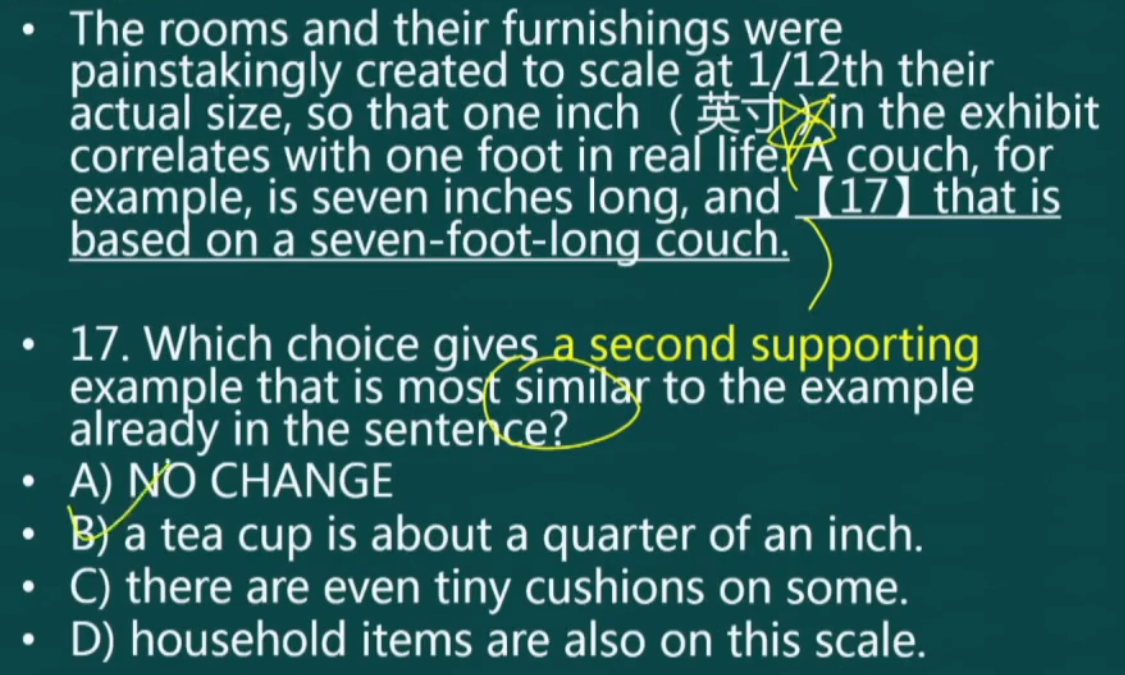 • The rooms and their furnishings were
painstakingly created to scale at 1/12th their
actual size, so that one inch （英寸）in the exhibit
correlates with one foot in real life. A couch, for
example, is seven inches long, and 【17】 that is
based on a seven-foot-long couch.
• 17. Which choice gives a second supporting
example that is most similar to the example
already in the sentence?
• A) NO CHANGE
• B) a tea cup is about a quarter of an inch.
• C) there are even tiny cushions on some.
• D) household items are also on this scale.